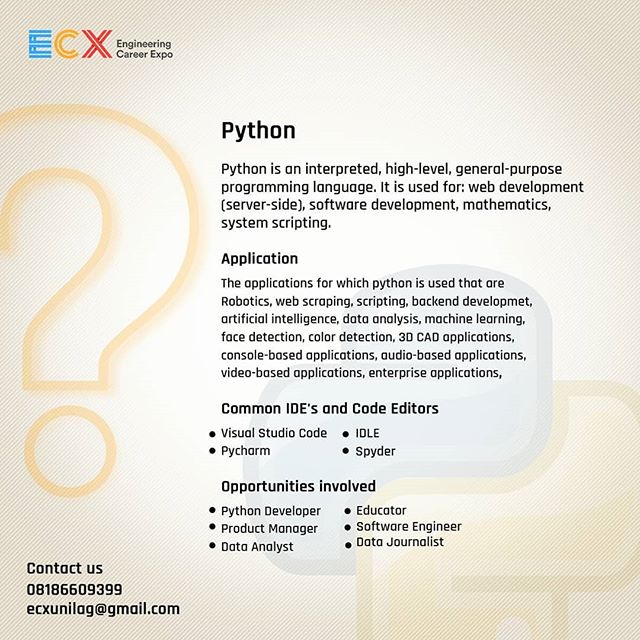 ECX Engineering
Career Expo
Python
Python is an interpreted, high-level, general-purpose
programming language. It is used for: web development
(server-side), software development, mathematics,
system scripting.
Application
The applications for which python is used that are
Robotics, web scraping, scripting, backend developmet,
artificial intelligence, data analysis, machine learning,
face detection, color detection, 3D CAD applications,
console-based applications, audio-based applications,
video-based applications, enterprise applications,
Common IDE's and Code Editors
• Visual Studio Code • IDLE
• Pycharm • Spyder
Opportunities involved
• Python Developer • Educator
• Product Manager • Software Engineer
• Data Analyst • Data Journalist
Contact us
08186609399
ecxunilag@gmail.com